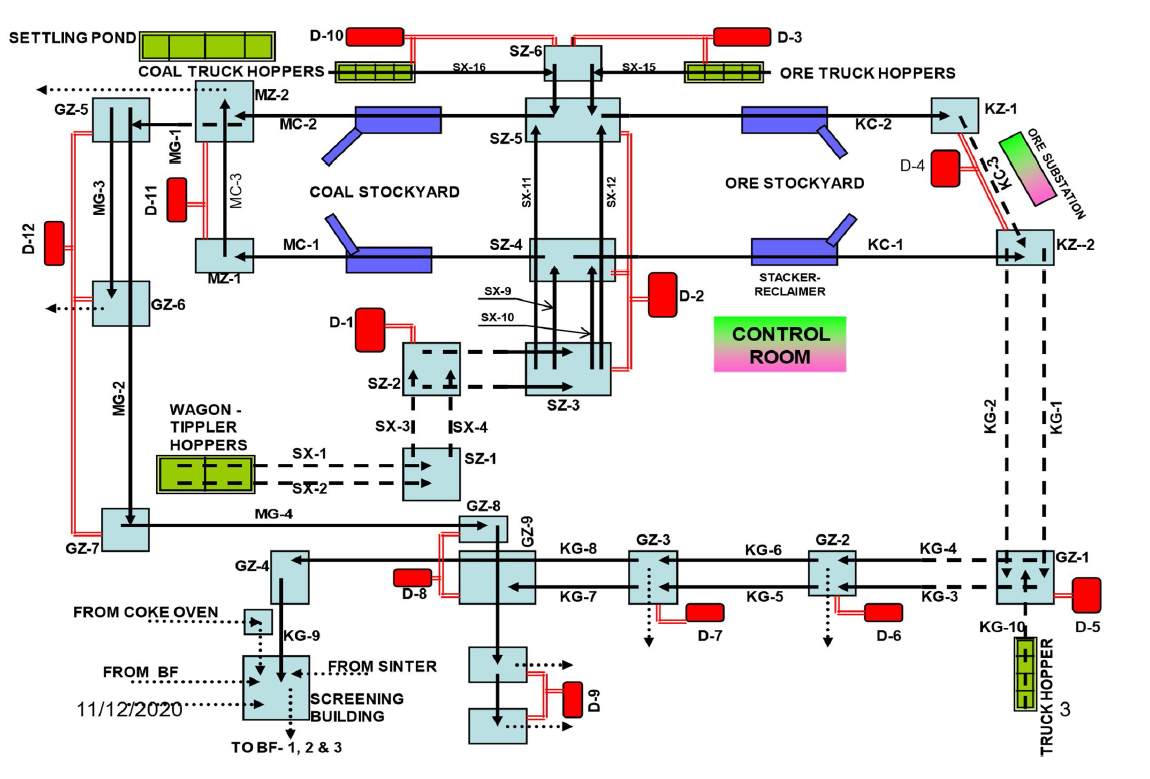 SETTLING POND
D-10
SZ-6
D-3
COAL TRUCK HOPPERS
SX-16
SX-15
ORE TRUCK HOPPERS
MZ-2
GZ-5
MC-2
SZ-5
KC-2
KZ-1
MG-1
MG-3
D-11
MC-3
COAL STOCKYARD
SX-11
SX-12
ORE STOCKYARD
D-4
KC-3
ORE SUBSTATION
D-12
MC-1
SZ-4
KC-1
KZ--2
MZ-1
STACKER-
RECLAIMER
GZ-6
SX-9
SX-10
D-2
D-1
CONTROL
ROOM
SZ-2
SZ-3
MG-2
WAGON -
TIPPLER
HOPPERS
SX-3
SX-4
KG-2
KG-1
SX-1
SX-2
SZ-1
MG-4
GZ-8
GZ-9
GZ-7
GZ-4
KG-8
GZ-3
KG-6
GZ-2
KG-4
GZ-1
D-8
KG-7
KG-5
KG-3
FROM COKE OVEN
KG-9
D-7
D-6
KG-10
D-5
FROM BF
FROM SINTER
SCREENING
BUILDING
D-9
TRUCK HOPPER
11/12/2020
3
TO BF- 1, 2 & 3